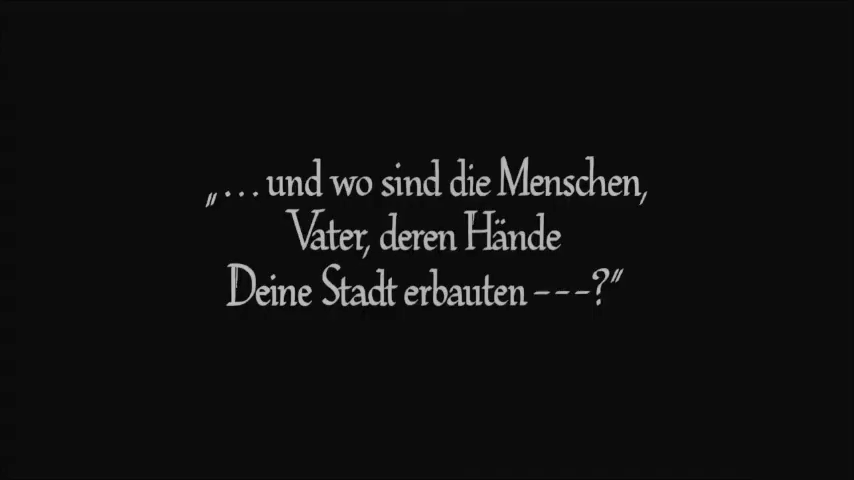 „... und wo sind die Menschen,
Vater, deren Hände
Deine Stadt erbauten ---?"